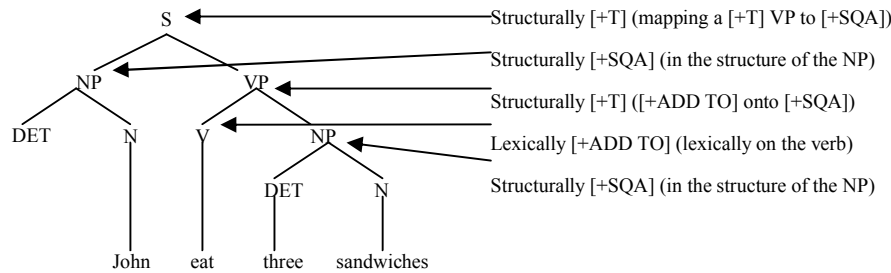 S Structurally [+T] (mapping a [+T] VP to [+SQA])
Structurally [+SQA] (in the structure of the NP)
NP VP
Structurally [+T] ([+ADD TO] onto [+SQA])
DET N V NP
Lexically [+ADD TO] (lexically on the verb)
DET N Structurally [+SQA] (in the structure of the NP)
John eat three sandwiches